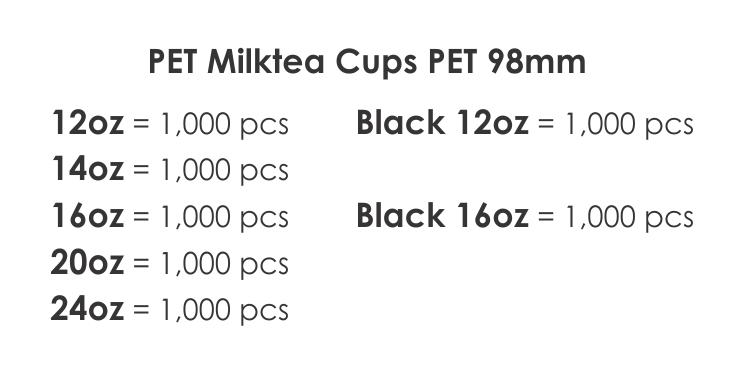 PET Milktea Cups PET 98mm
12oz = 1,000 pcs
Black 12oz = 1,000 pcs
14oz = 1,000 pcs
16oz = 1,000 pcs
Black 16oz = 1,000 pcs
20oz = 1,000 pcs
24oz = 1,000 pcs